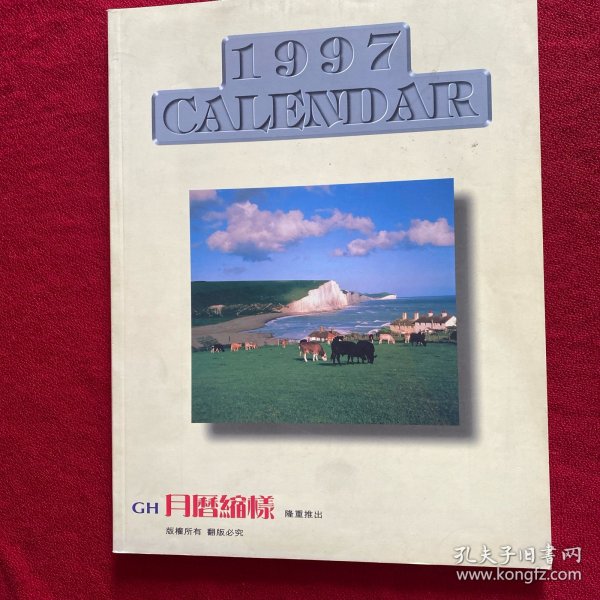 1997
CALENDAR
GH 月曆縮樣 隆重推出
版權所有 翻版必究
孔夫子旧书网
www.kongfz.com